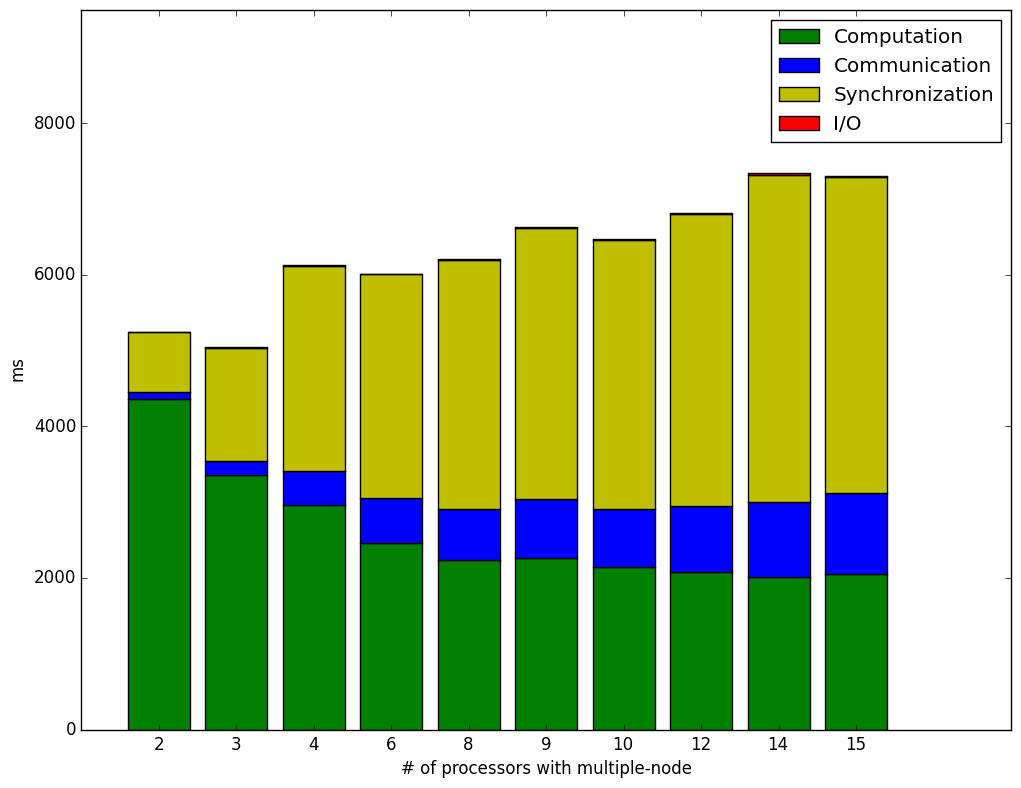 Computation
Communication
Synchronization
I/O
8000
6000
4000
2000
0
ms
2 3 4 6 8 9 10 12 14 15
# of processors with multiple-node